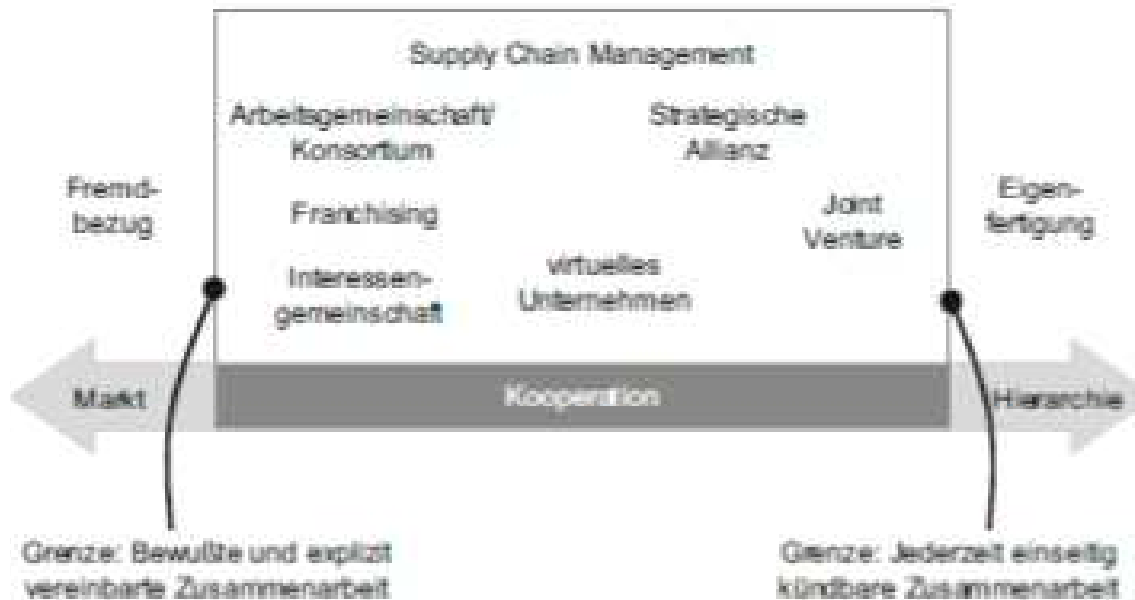 Supply Chain Management
Arbeitsgemeinschaft/
Konsortium
Strategische
Allianz
Fremd-
bezug
Franchising
Joint
Venture
Eigen-
fertigung
Interessen-
gemeinschaft
virtuelles
Unternehmen
Markt
Kooperation
Hierarchie
Grenze: Bewußte und explizit
vereinbarte Zusammenarbeit
Grenze: Jederzeit einseitig
kündbare Zusammenarbeit